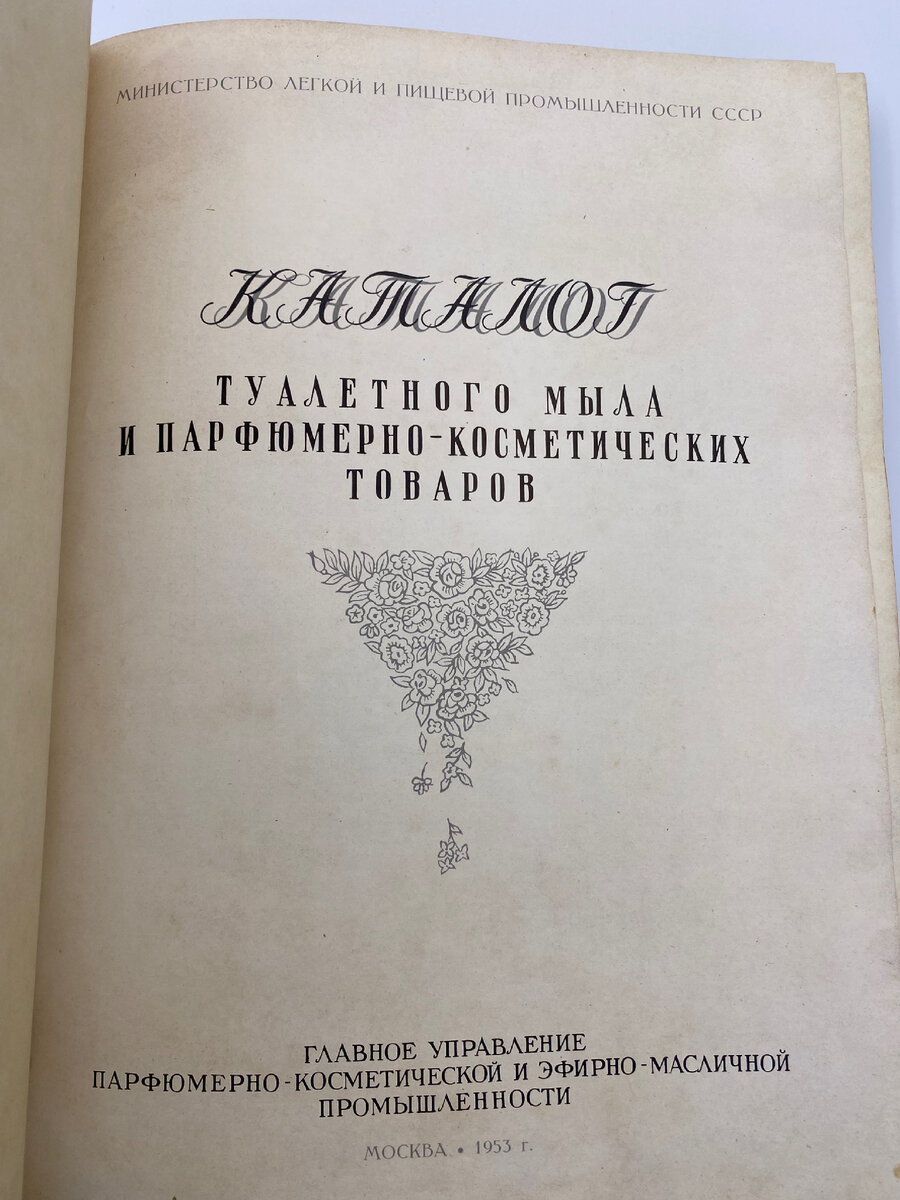 МИНИСТЕРСТВО ЛЕГКОЙ И ПИЩЕВОЙ ПРОМЫШЛЕННОСТИ СССР
КАТАЛОГ
ТУАЛЕТНОГО МЫЛА
И ПАРФЮМЕРНО-КОСМЕТИЧЕСКИХ
ТОВАРОВ
ГЛАВНОЕ УПРАВЛЕНИЕ
ПАРФЮМЕРНО-КОСМЕТИЧЕСКОЙ И ЭФИРНО-МАСЛИЧНОЙ
ПРОМЫШЛЕННОСТИ
МОСКВА • 1953 г.